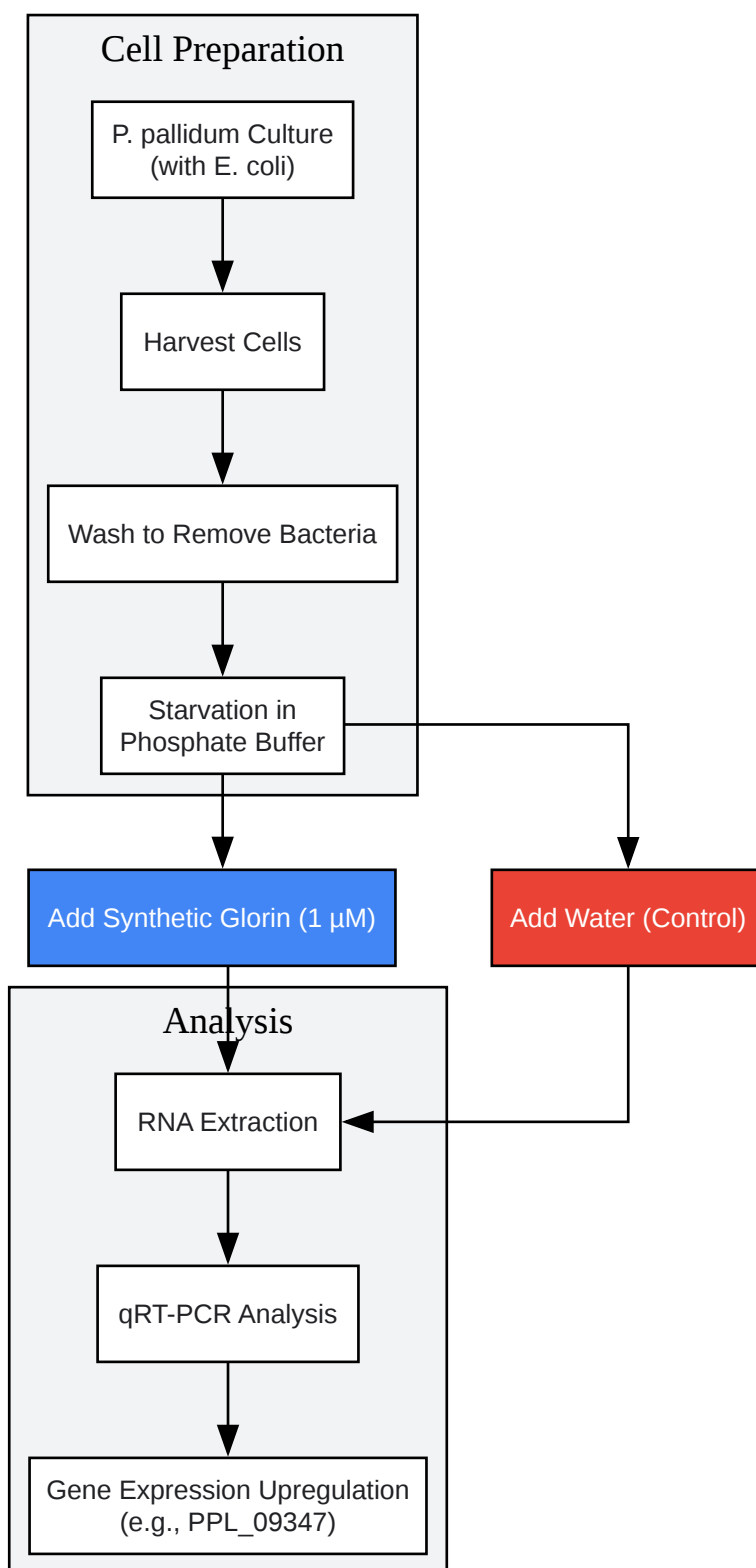 Cell Preparation
P. pallidum Culture
(with E. coli)
Harvest Cells
Wash to Remove Bacteria
Starvation in
Phosphate Buffer
Add Synthetic Glorin (1 µM)
Add Water (Control)
Analysis
RNA Extraction
qRT-PCR Analysis
Gene Expression Upregulation
(e.g., PPL_09347)